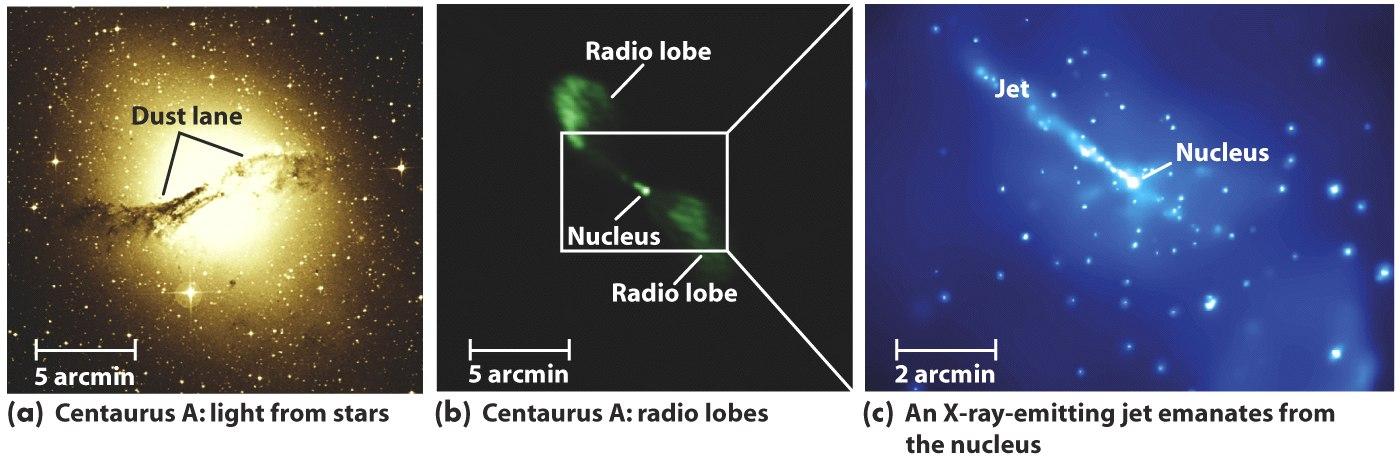 Dust lane
5 arcmin
(a) Centaurus A: light from stars
Radio lobe
Nucleus
Radio lobe
5 arcmin
(b) Centaurus A: radio lobes
Jet
Nucleus
2 arcmin
(c) An X-ray-emitting jet emanates from
the nucleus